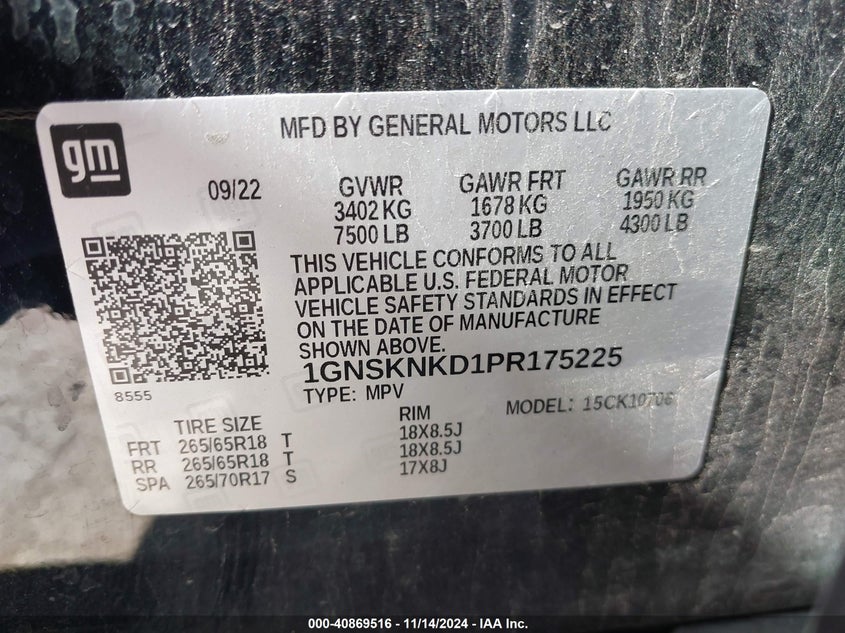 gm
MFD BY GENERAL MOTORS LLC
09/22 GVWR GAWR FRT GAWR RR
3402 KG 1678 KG 1950 KG
7500 LB 3700 LB 4300 LB
THIS VEHICLE CONFORMS TO ALL
APPLICABLE U.S. FEDERAL MOTOR
VEHICLE SAFETY STANDARDS IN EFFECT
ON THE DATE OF MANUFACTURE
SHOWN ABOVE.
1GNSKNKD1PR175225
8555
TYPE: MPV MODEL: 15CK10706
TIRE SIZE RIM
FRT 265/65R18 T 18X8.5J
RR 265/65R18 T 18X8.5J
SPA 265/70R17 S 17X8J
000-40869516 - 11/14/2024 - IAA Inc.